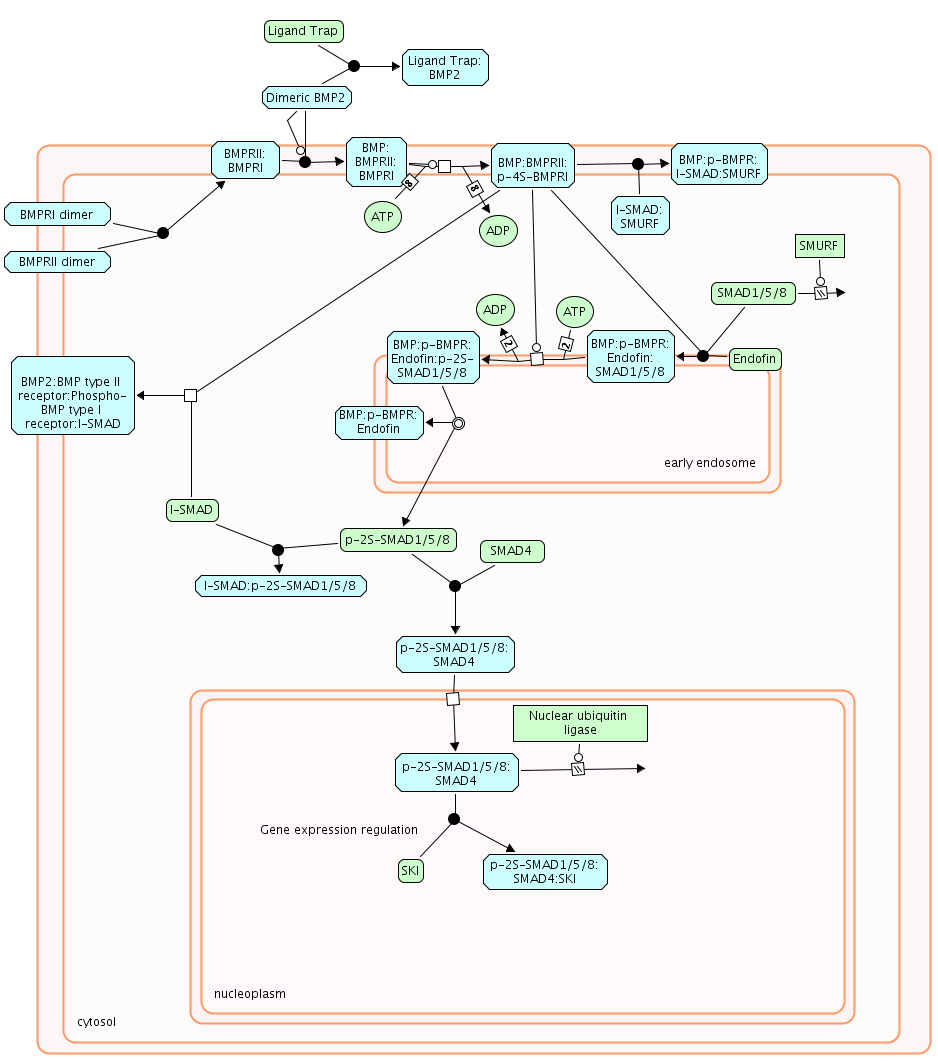 Ligand Trap
Ligand Trap:
BMP2
Dimeric BMP2
BMPRII:
BMPRI
BMP:
BMPRII:
BMPRI
BMP:BMPRII:
p-4S-BMPRI
BMP:p-BMPR:
I-SMAD:SMURF
8
8
ATP
ADP
I-SMAD:
SMURF
BMPRI dimer
BMPRII dimer
SMURF
SMAD1/5/8
ADP
ATP
2
2
BMP:p-BMPR:
Endofin:p-2S-
SMAD1/5/8
BMP:p-BMPR:
Endofin:
SMAD1/5/8
Endofin
BMP2:BMP type II
receptor:Phospho-
BMP type I
receptor:I-SMAD
BMP:p-BMPR:
Endofin
early endosome
I-SMAD
p-2S-SMAD1/5/8
SMAD4
I-SMAD:p-2S-SMAD1/5/8
p-2S-SMAD1/5/8:
SMAD4
Nuclear ubiquitin
ligase
p-2S-SMAD1/5/8:
SMAD4
Gene expression regulation
SKI
p-2S-SMAD1/5/8:
SMAD4:SKI
nucleoplasm
cytosol